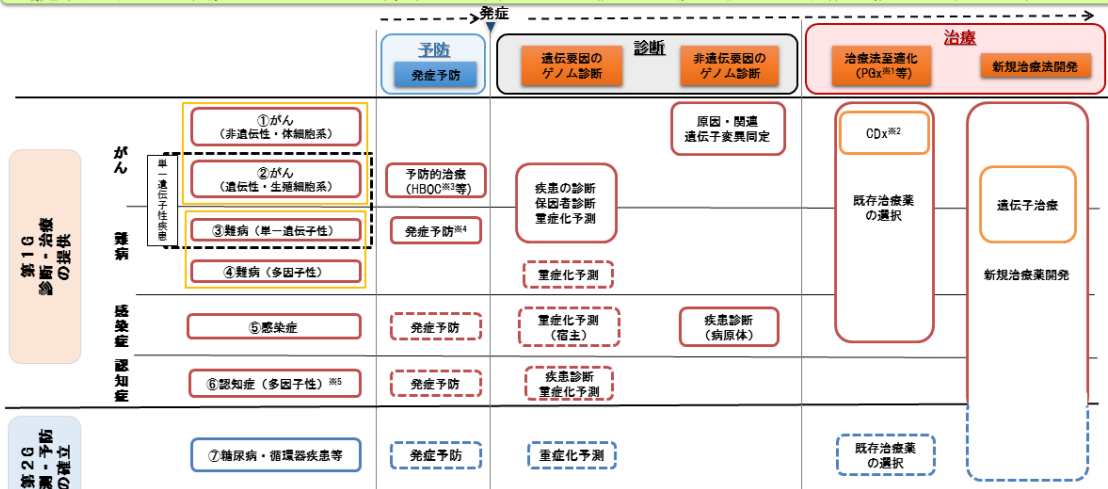 発症
予防
発症予防
診断
遺伝要因の
ゲノム診断
非遺伝要因の
ゲノム診断
治療
治療法至適化
(PGx※1等)
新規治療法開発
第1G
診断・治療
の提供
がん
単一遺伝子性疾患
①がん
(非遺伝性・体細胞系)
原因・関連
遺伝子変異同定
CDx※2
②がん
(遺伝性・生殖細胞系)
予防的治療
(HBOC※3等)
疾患の診断
保因者診断
重症化予測
既存治療薬
の選択
遺伝子治療
難病
③難病(単一遺伝子性)
発症予防※4
④難病(多因子性)
重症化予測
新規治療薬開発
感染症
⑤感染症
発症予防
重症化予測
(宿主)
疾患診断
(病原体)
認知症
⑥認知症(多因子性)※5
発症予防
疾患診断
重症化予測
第2G
測・予防
の確立
⑦糖尿病・循環器疾患等
発症予防
重症化予測
既存治療薬
の選択